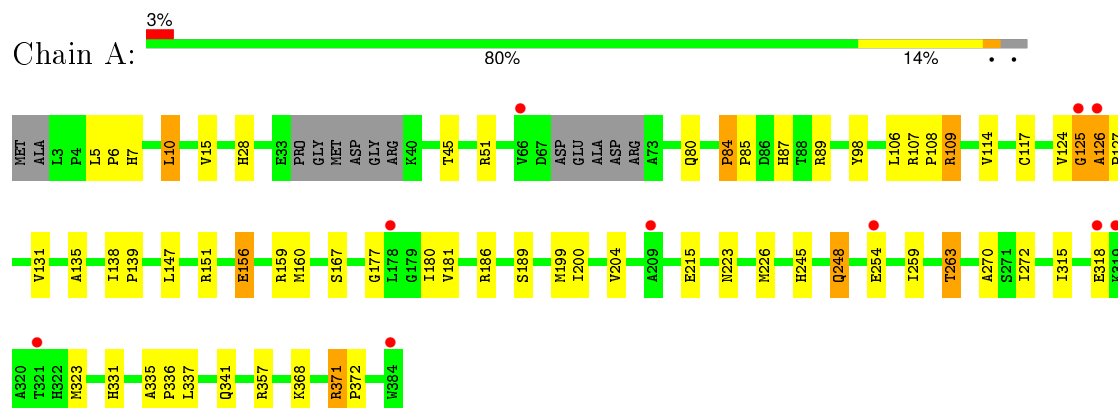 3%
Chain A:
80% 14% • •
MET ALA L3 P4 L5 P6 H7 L10 V15 H28 E33 PRO GLY MET ASP GLY ARG K40 T45 R51 V66 D67 ASP GLU ALA ASP ARG A73 Q80 P84 P85 D86 H87 T88 R89 Y98 L106 R107 P108 R109 V114 C117 V124 G125 A126
V131 A135 I138 P139 L147 R151 E156 R159 M160 S167 G177 L178 G179 I180 V181 R186 S189 M199 I200 V204 A209 E215 N223 M226 H245 Q248 E254 I259 T263 A270 S271 I272 I315 E318
A320 T321 H322 M323 H331 A335 P336 L337 Q341 R357 K368 R371 P372 W384